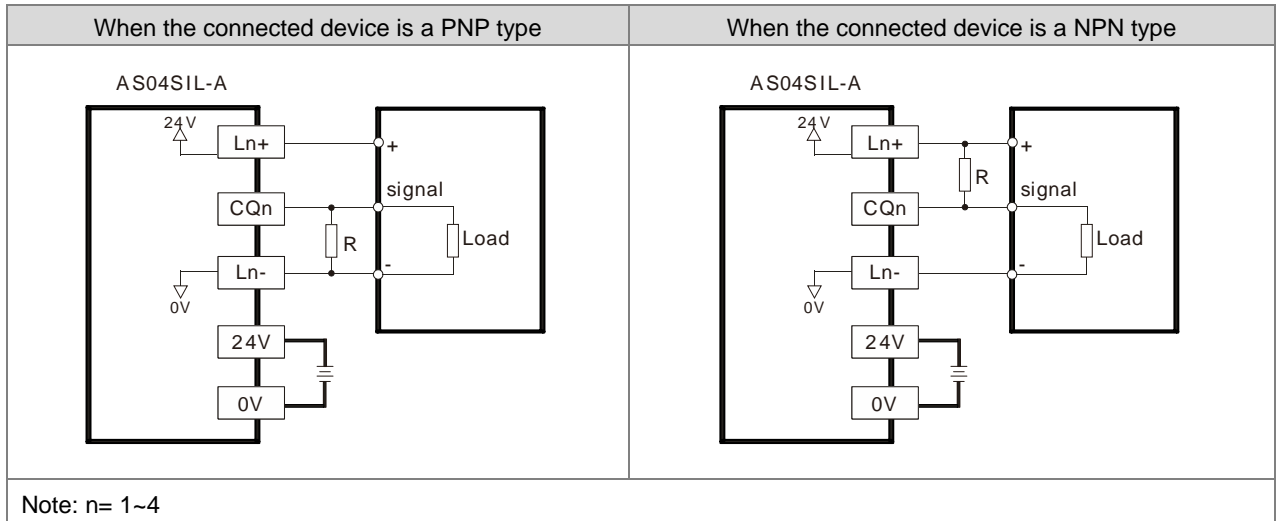 When the connected device is a PNP type
When the connected device is a NPN type
AS04SIL-A
24V
Ln+
+
signal
CQn
R
Load
Ln-
-
0V
24V
0V
AS04SIL-A
24V
Ln+
+
R
signal
CQn
Load
Ln-
-
0V
24V
0V
Note: n= 1~4